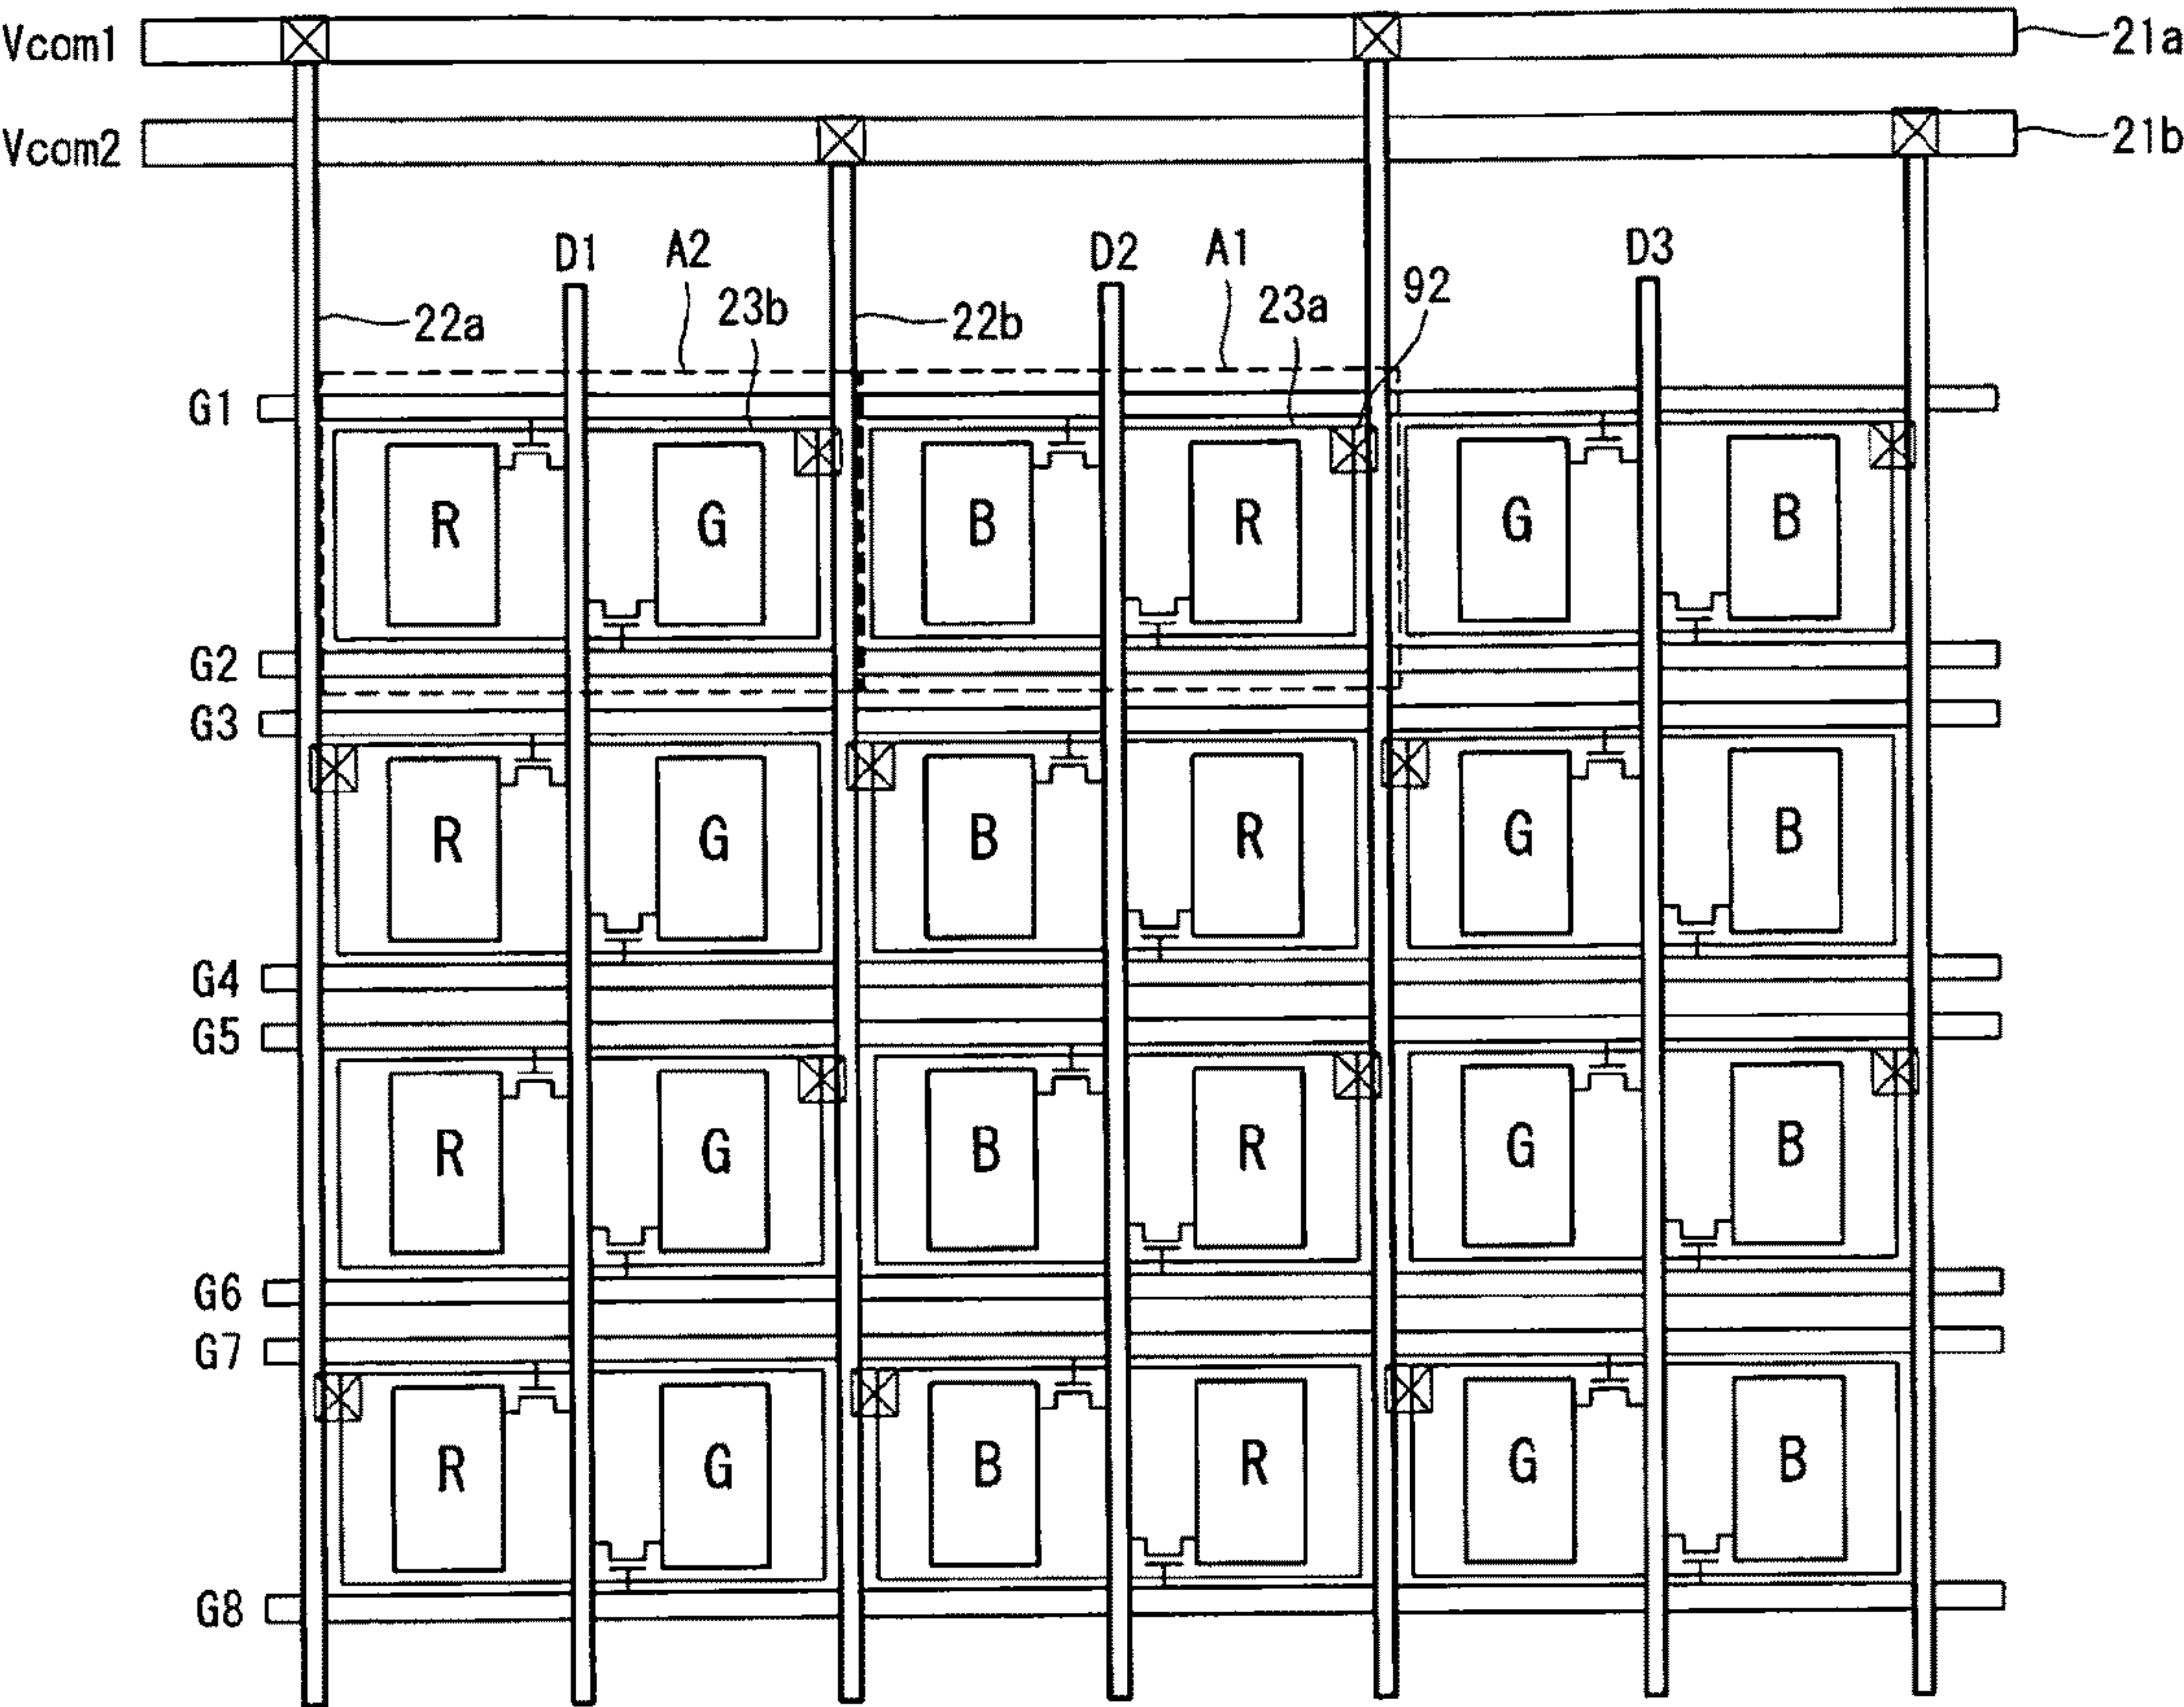 Vcom1 21a
Vcom2 21b
D1 A2 D2 A1 D3
22a 23b 22b 23a 92
G1
R G B R G B
G2
G3
R G B R G B
G4
G5
R G B R G B
G6
G7
R G B R G B
G8